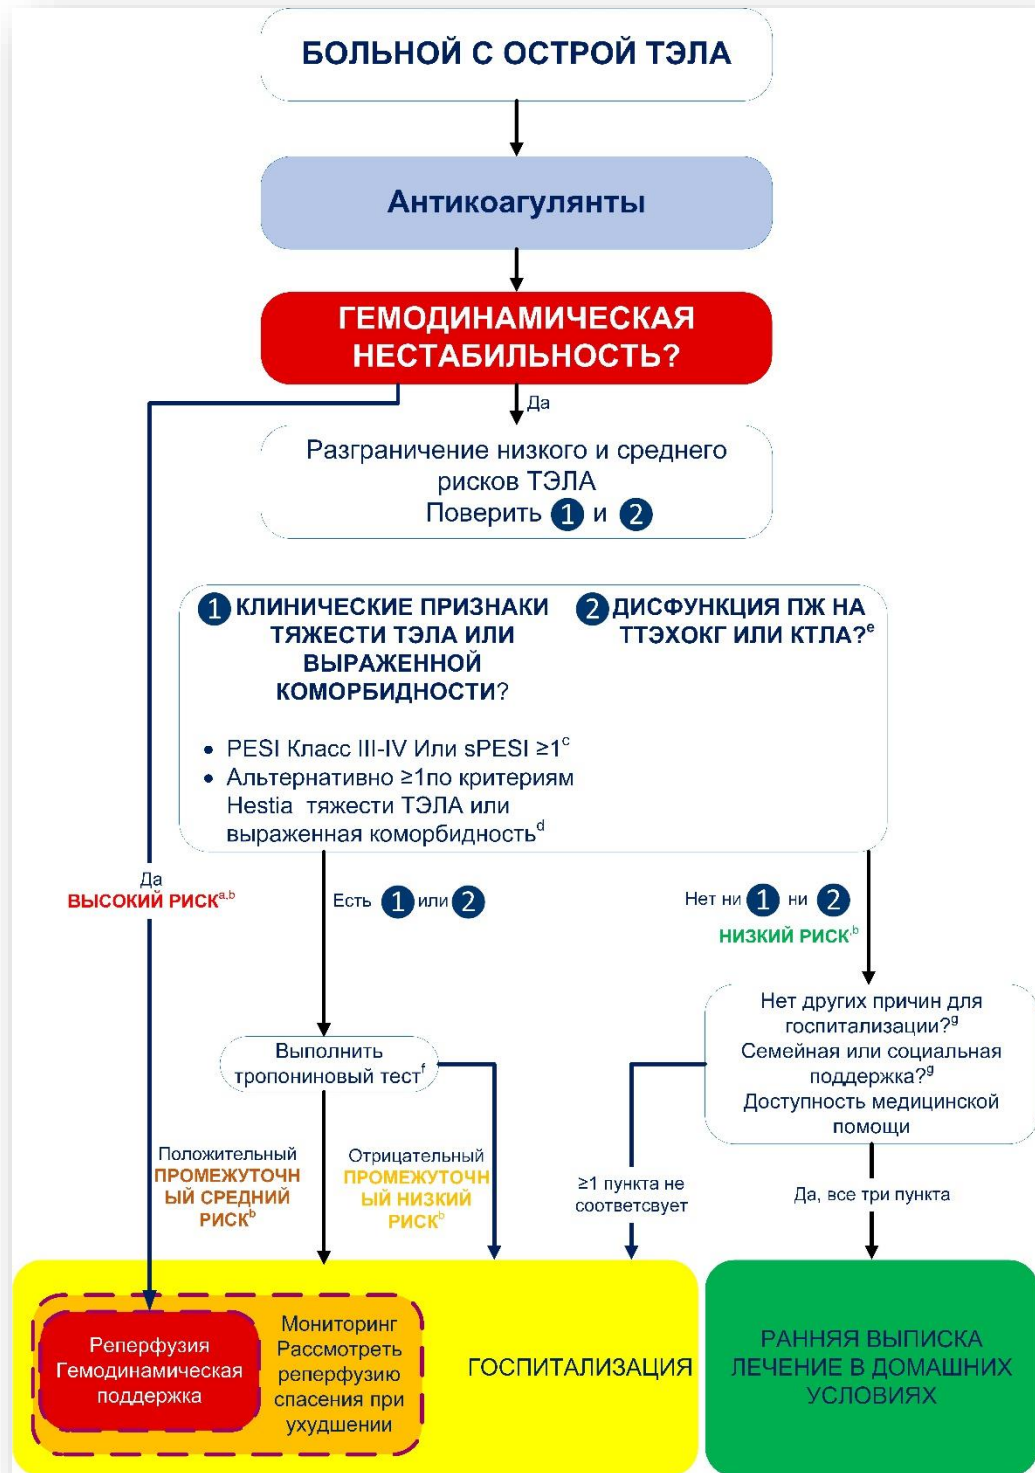 БОЛЬНОЙ С ОСТРОЙ ТЭЛА
Антикоагулянты
ГЕМОДИНАМИЧЕСКАЯ
НЕСТАБИЛЬНОСТЬ?
Да
Разграничение низкого и среднего
рисков ТЭЛА
Поверить 1 и 2
1 КЛИНИЧЕСКИЕ ПРИЗНАКИ
ТЯЖЕСТИ ТЭЛА ИЛИ
ВЫРАЖЕННОЙ
КОМОРБИДНОСТИ?
• PESI Класс III-IV Или sPESI ≥1c
• Альтернативно ≥1по критериям
Hestia тяжести ТЭЛА или
выраженная коморбидностьd
2 ДИСФУНКЦИЯ ПЖ НА
ТТЭХОКГ ИЛИ КТЛА?e
Да
ВЫСОКИЙ РИСКa,b
Есть 1 или 2
Нет ни 1 ни 2
НИЗКИЙ РИСК,b
Выполнить
тропониновый тестf
Нет других причин для
госпитализации?g
Семейная или социальная
поддержка?g
Доступность медицинской
помощи
Положительный
ПРОМЕЖУТОЧН
ЫЙ СРЕДНИЙ
РИСКb
Отрицательный
ПРОМЕЖУТОЧН
ЫЙ НИЗКИЙ
РИСКb
≥1 пункта не
соответсвует
Да, все три пункта
Реперфузия
Гемодинамическая
поддержка
Мониторинг
Рассмотреть
реперфузию
спасения при
ухудшении
ГОСПИТАЛИЗАЦИЯ
РАННЯЯ ВЫПИСКА
ЛЕЧЕНИЕ В ДОМАШНИХ
УСЛОВИЯХ